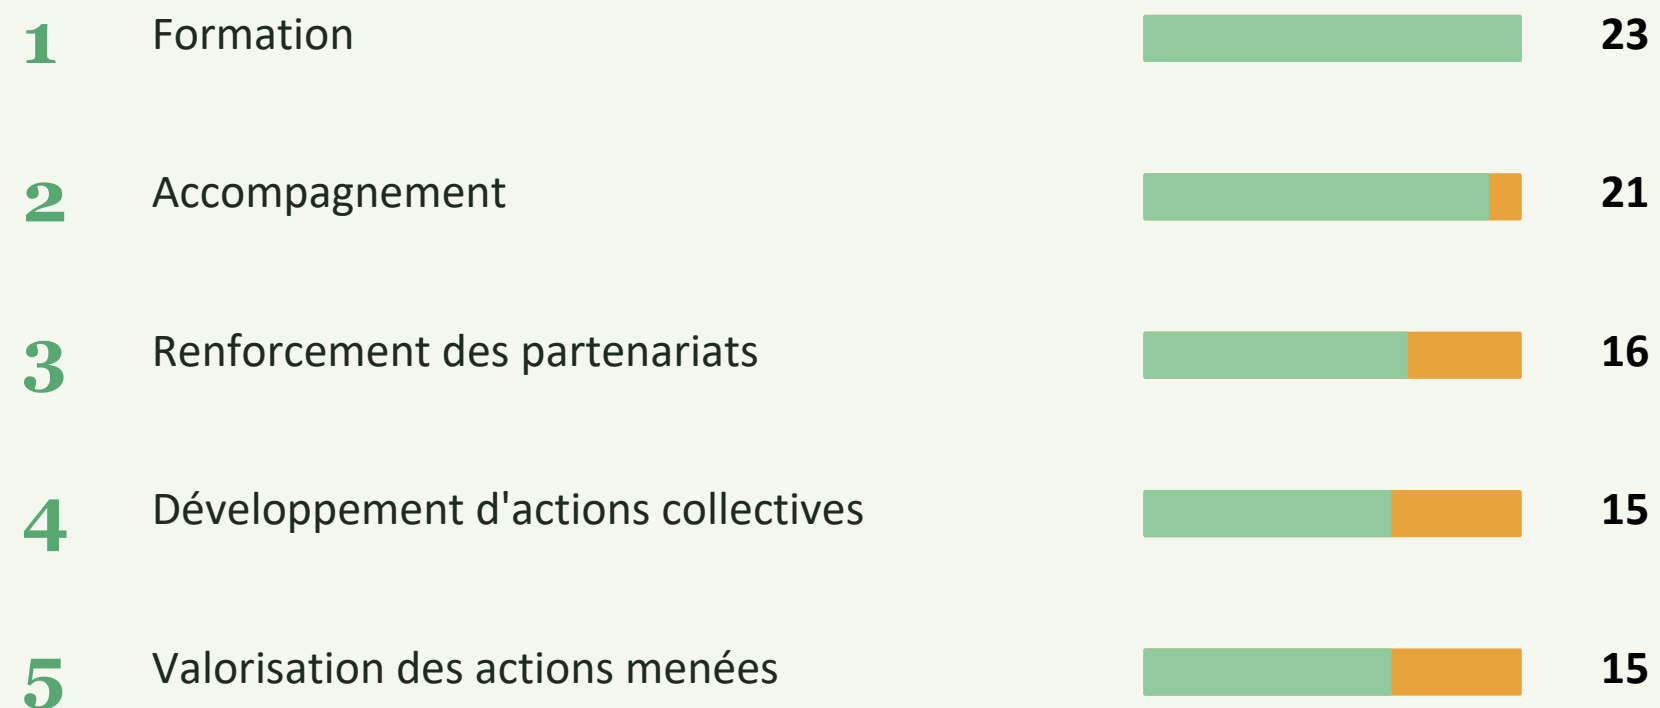 1 Formation 23
2 Accompagnement 21
3 Renforcement des partenariats 16
4 Développement d'actions collectives 15
5 Valorisation des actions menées 15